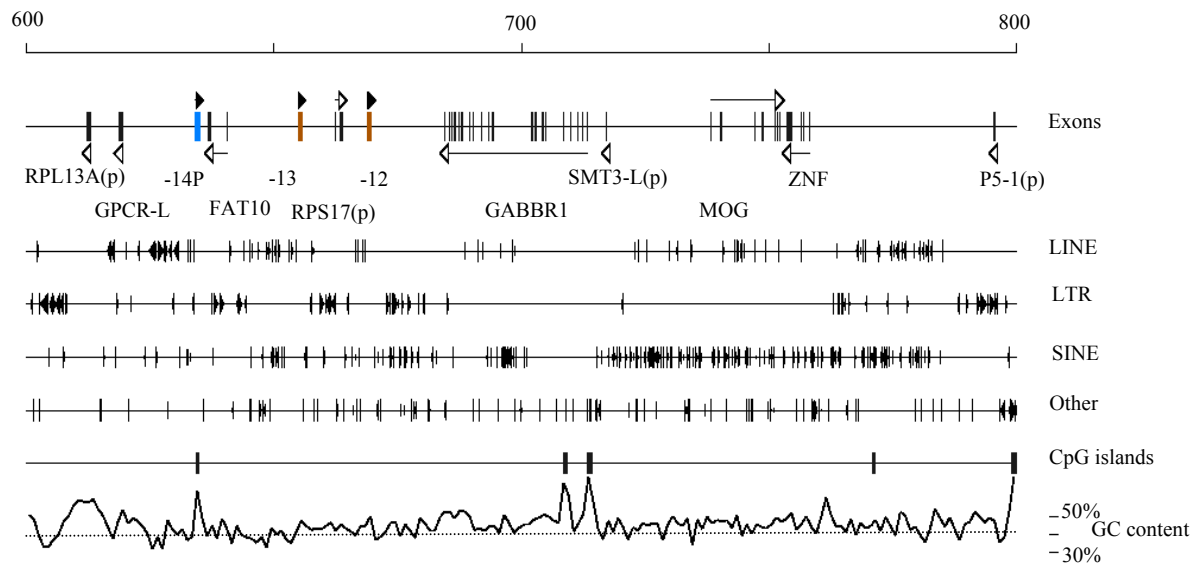 600 700 800
Exons
RPL13A(p) -14P -13 -12 SMT3-L(p) ZNF P5-1(p)
GPCR-L FAT10 RPS17(p) GABBR1 MOG
LINE
LTR
SINE
Other
CpG islands
50%
GC content
30%